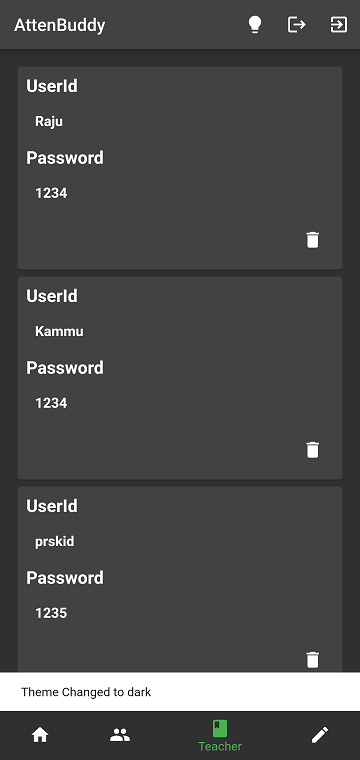 AttenBuddy
UserId
Raju
Password
1234
UserId
Kammu
Password
1234
UserId
prskid
Password
1235
Theme Changed to dark
Teacher